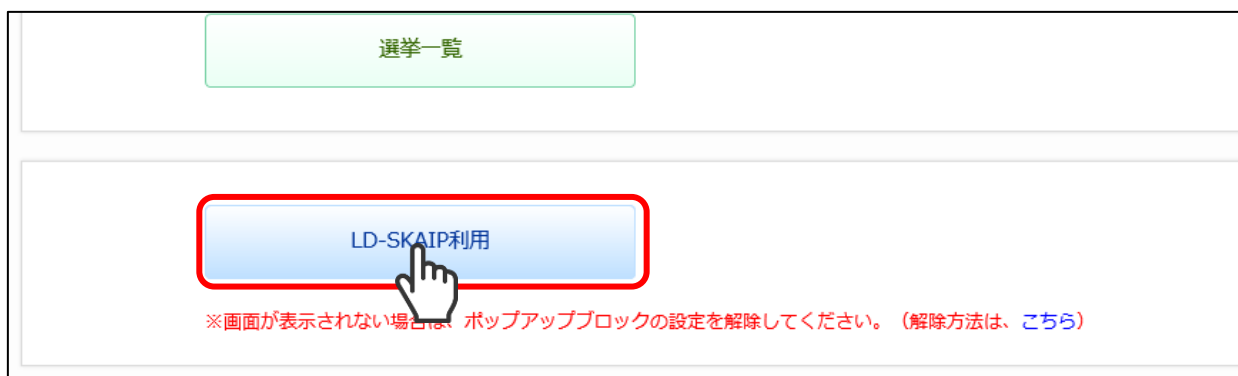 選挙一覧
LD-SKAIP利用
※画面が表示されない場合は、ポップアップブロックの設定を解除してください。（解除方法は、こちら）